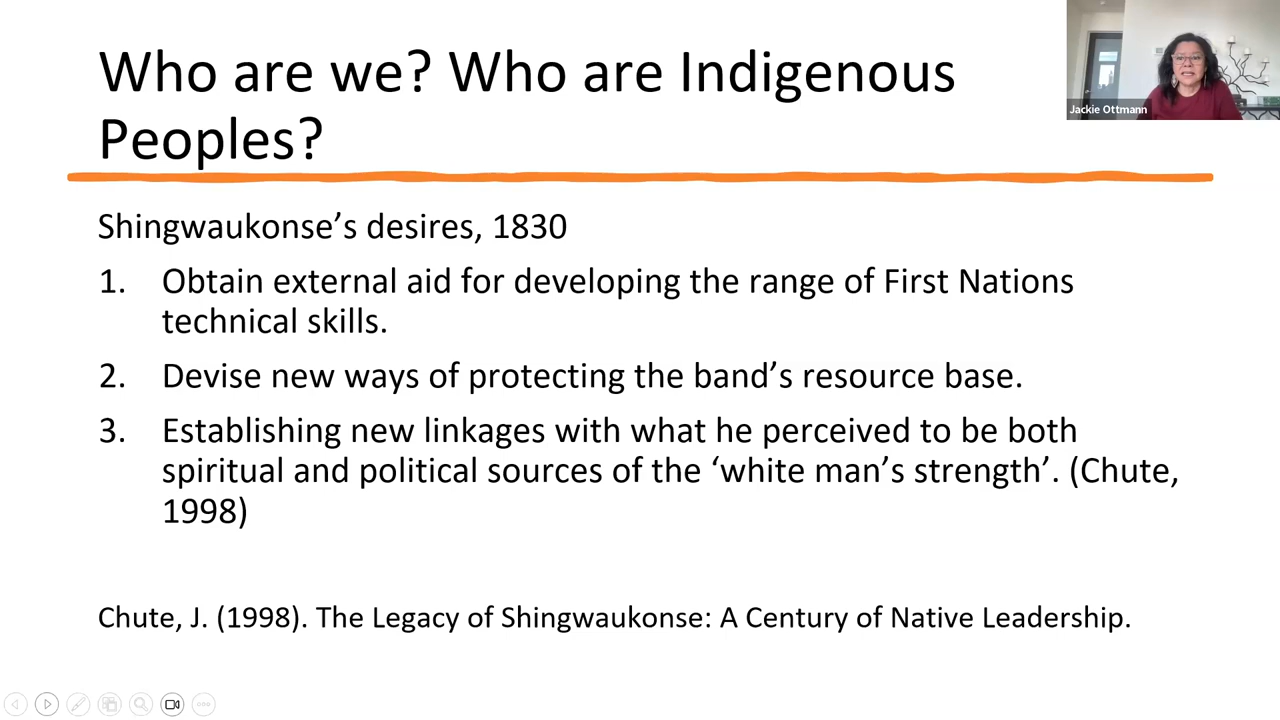 Who are we? Who are Indigenous
Peoples?
Jackie Ottmann
Shingwaukonse’s desires, 1830
1. Obtain external aid for developing the range of First Nations
technical skills.
2. Devise new ways of protecting the band’s resource base.
3. Establishing new linkages with what he perceived to be both
spiritual and political sources of the ‘white man’s strength’. (Chute,
1998)
Chute, J. (1998). The Legacy of Shingwaukonse: A Century of Native Leadership.